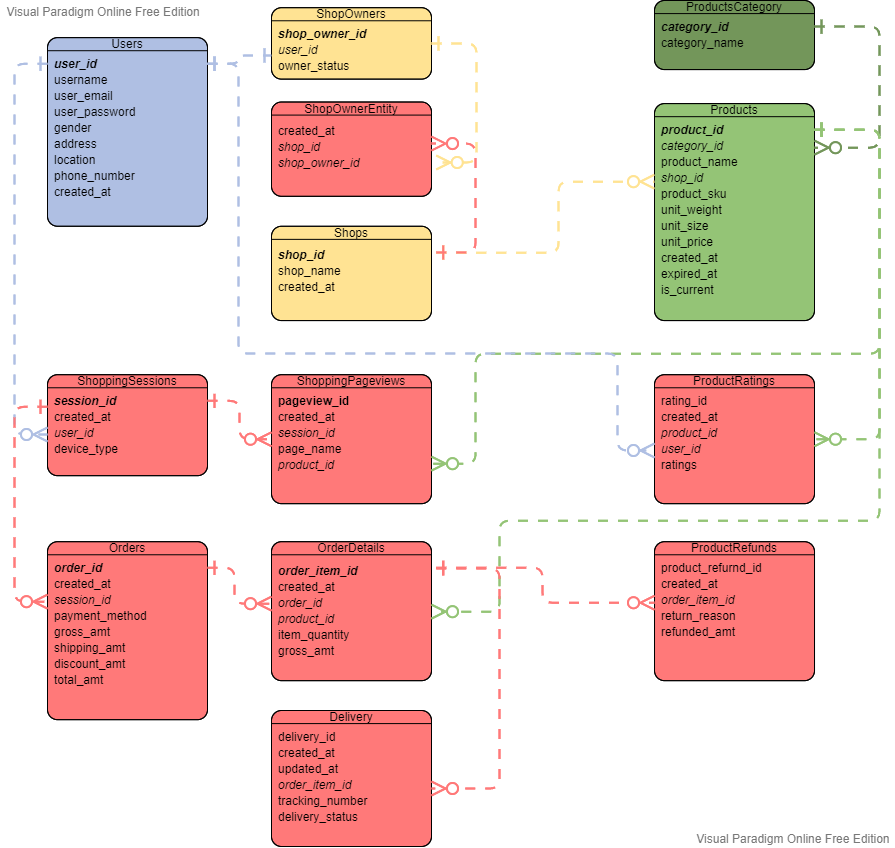 Visual Paradigm Online Free Edition
Users
user_id
username
user_email
user_password
gender
address
location
phone_number
created_at
ShopOwners
shop_owner_id
user_id
owner_status
ShopOwnerEntity
created_at
shop_id
shop_owner_id
Shops
shop_id
shop_name
created_at
ProductsCategory
category_id
category_name
Products
product_id
category_id
product_name
shop_id
product_sku
unit_weight
unit_size
unit_price
created_at
expired_at
is_current
ShoppingSessions
session_id
created_at
user_id
device_type
ShoppingPageviews
pageview_id
created_at
session_id
page_name
product_id
ProductRatings
rating_id
created_at
product_id
user_id
ratings
Orders
order_id
created_at
session_id
payment_method
gross_amt
shipping_amt
discount_amt
total_amt
OrderDetails
order_item_id
created_at
order_id
product_id
item_quantity
gross_amt
ProductRefunds
product_refurnd_id
created_at
order_item_id
return_reason
refunded_amt
Delivery
delivery_id
created_at
updated_at
order_item_id
tracking_number
delivery_status
Visual Paradigm Online Free Edition